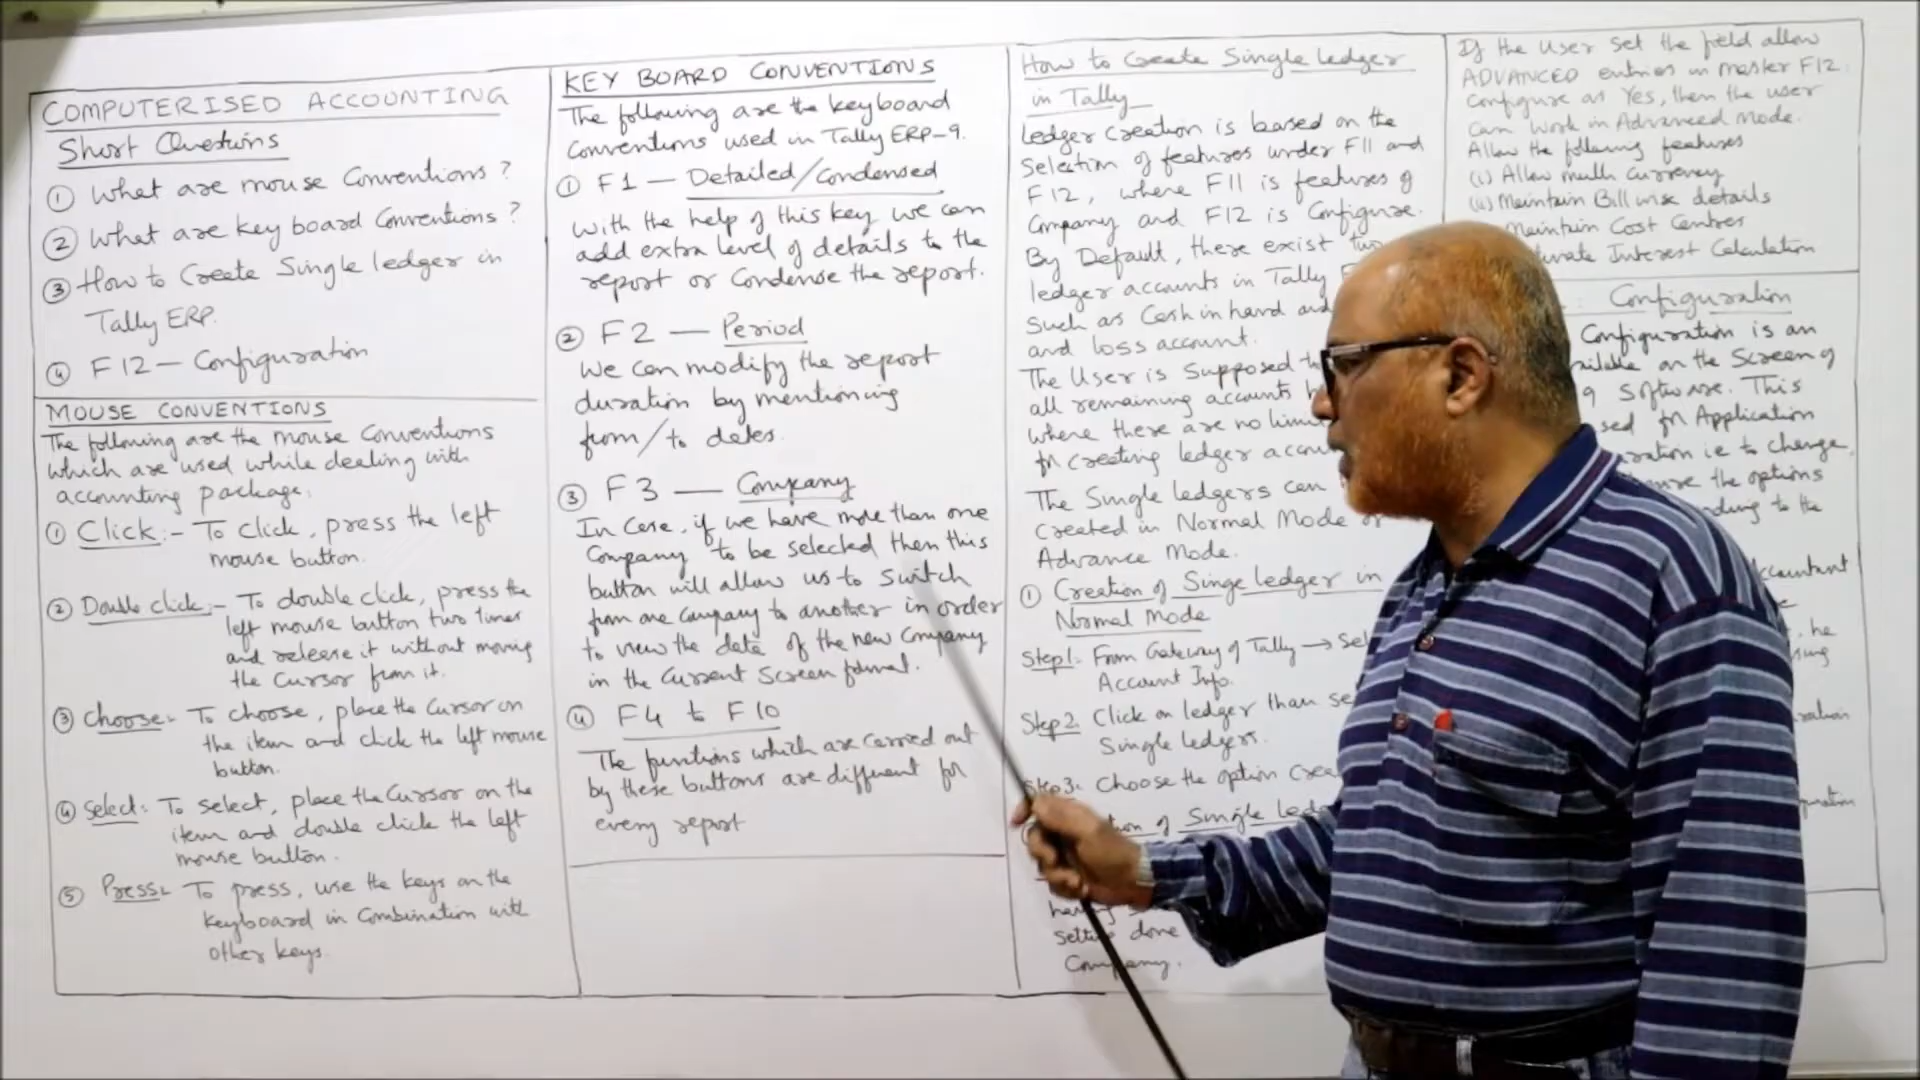 COMPUTERISED ACCOUNTING
Short Questions
① What are mouse Conventions ?
② What are key board Conventions ?
③ How to Create Single ledger in
Tally ERP.
④ F12 — Configuration
MOUSE CONVENTIONS
The following are the mouse Conventions
which are used while dealing with
accounting package.
① Click :- To click, press the left
mouse button.
② Double click :- To double click, press the
left mouse button two times
and release it without moving
the Cursor from it.
③ Choose:- To choose, place the Cursor on
the item and click the left mouse
button.
④ Select:- To select, place the Cursor on the
item and double click the left
mouse button.
⑤ Press:- To press, use the keys on the
keyboard in Combination with
other keys.
KEY BOARD CONVENTIONS
The following are the keyboard
Conventions used in Tally ERP-9.
① F1 — Detailed/Condensed
With the help of this key we can
add extra level of details to the
report or Condense the report.
② F2 — Period
We can modify the report
duration by mentioning
from/to dates.
③ F3 — Company
In Case, if we have more than one
Company to be selected then this
button will allow us to switch
from one Company to another in order
to view the data of the new Company
in the Current Screen format.
④ F4 to F10
The functions which are carried out
by these buttons are different for
every report
How to Create Single ledger
in Tally
Ledger Creation is based on the
Selection of features under F11 and
F12, where F11 is features of
Company and F12 is Configure.
By Default, there exist two
ledger accounts in Tally
Such as Cash in hand and
and loss account.
The User is Supposed
all remaining accounts
where there are no
for creating ledger
The Single ledgers can
Created in Normal Mode or
Advance Mode.
① Creation of Singe ledger in
Normal Mode
Step1: From Gateway of Tally →
Account Info.
Step2: Click on ledger than
Single ledgers.
Step3: Choose the option
of Single
settings done
Company.
If the User set the field allow
ADVANCED entries in master F12
Configure as Yes, then the user
Can work in Advanced Mode.
Allow the following features
(i) Allow multi Currency
(ii) Maintain Bill wise details
Maintain Cost Centres
Interest Calculation
Configuration
Configuration is an
on the Screen of
9 Software. This
for Application
ie to change
the options
to the
he